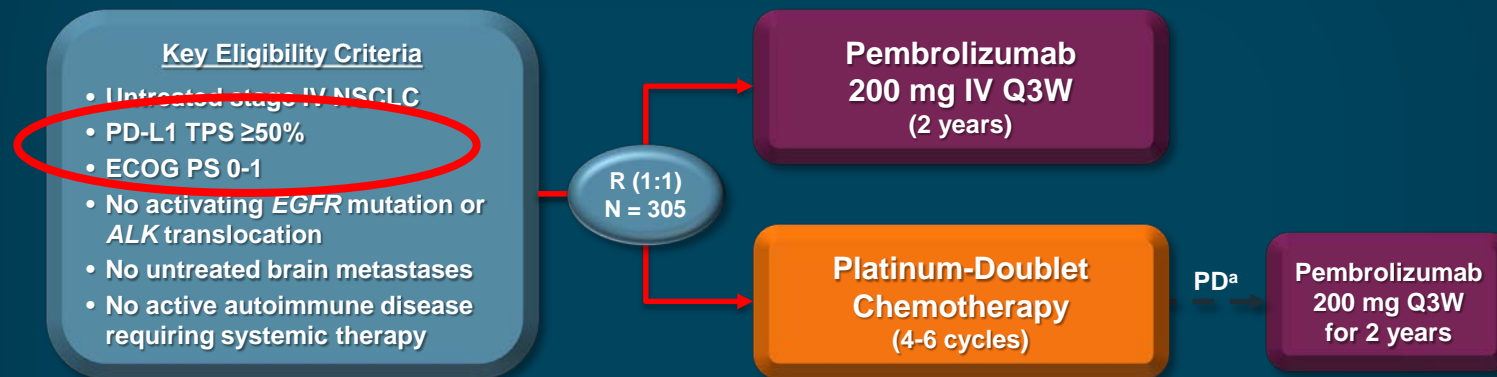 Key Eligibility Criteria
• Untreated stage IV NSCLC
• PD-L1 TPS ≥50%
• ECOG PS 0-1
• No activating EGFR mutation or
ALK translocation
• No untreated brain metastases
• No active autoimmune disease
requiring systemic therapy
R (1:1)
N = 305
Pembrolizumab
200 mg IV Q3W
(2 years)
Platinum-Doublet
Chemotherapy
(4-6 cycles)
PDᵃ
Pembrolizumab
200 mg Q3W
for 2 years